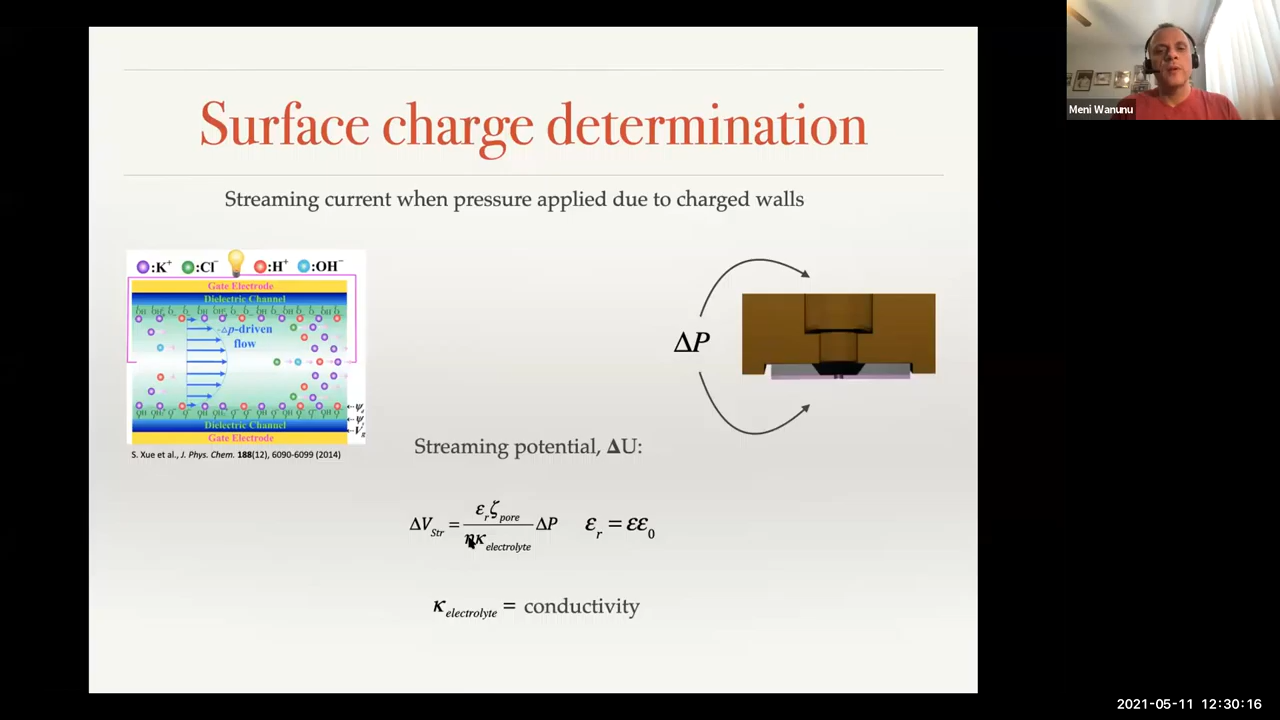 Surface charge determination
Streaming current when pressure applied due to charged walls
:K⁺ :Cl⁻ :H⁺ :OH⁻
Gate Electrode
Dielectric Channel
Δp-driven
flow
Dielectric Channel
Gate Electrode
S. Xue et al., J. Phys. Chem. 188(12), 6090-6099 (2014)
ΔP
Streaming potential, ΔU:
ΔV_Str = ε_r ζ_pore / ηκ_electrolyte ΔP ε_r = εε_0
κ_electrolyte = conductivity
Meni Wanunu
2021-05-11 12:30:16